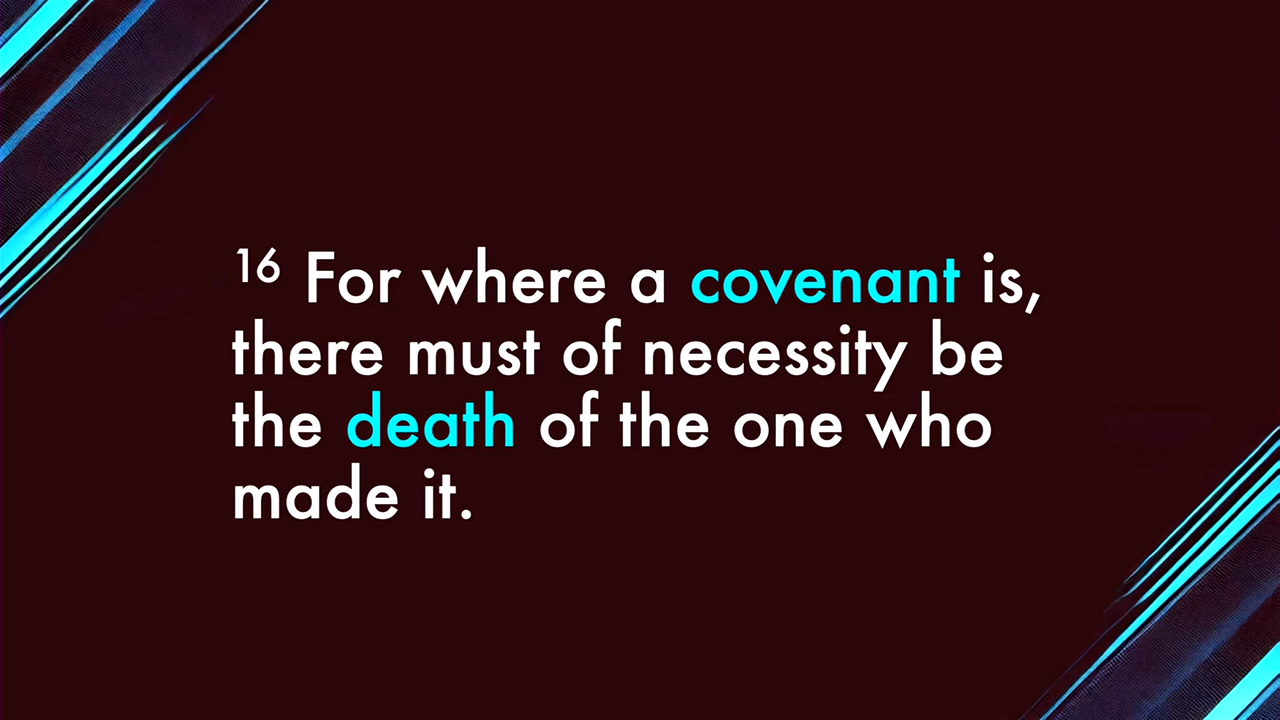 16 For where a covenant is,
there must of necessity be
the death of the one who
made it.